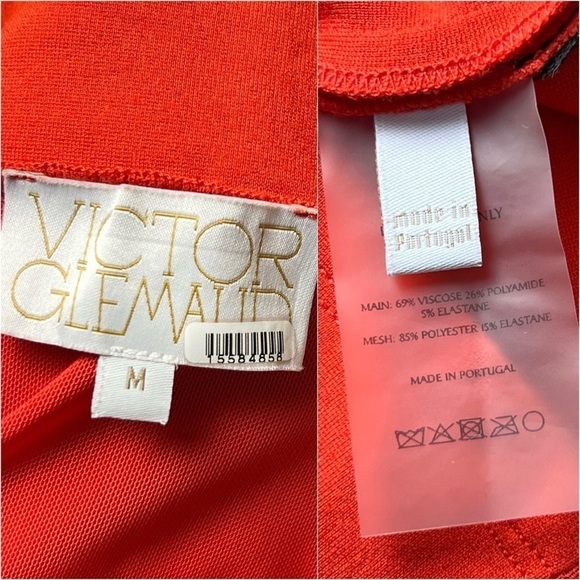 VICTOR
GLEMAUD
15584858
M
made in
Portugal
NLY
MAIN: 69% VISCOSE 26% POLYAMIDE
5% ELASTANE
MESH: 85% POLYESTER 15% ELASTANE
MADE IN PORTUGAL